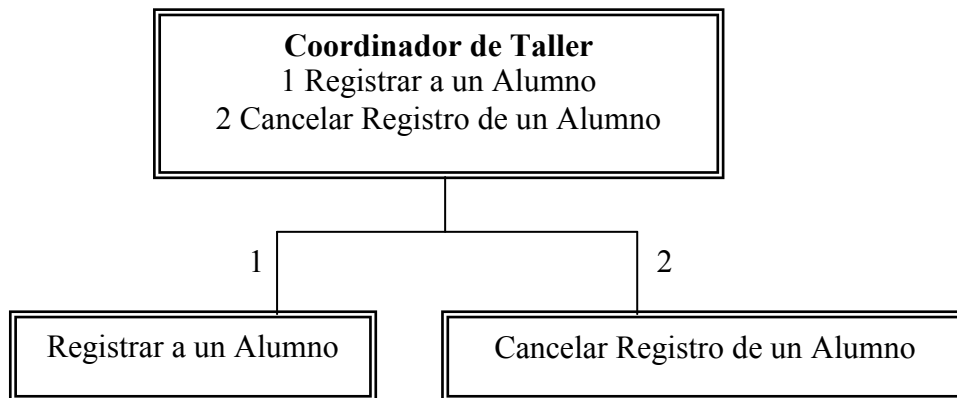 Coordinador de Taller
1 Registrar a un Alumno
2 Cancelar Registro de un Alumno
1
2
Registrar a un Alumno
Cancelar Registro de un Alumno